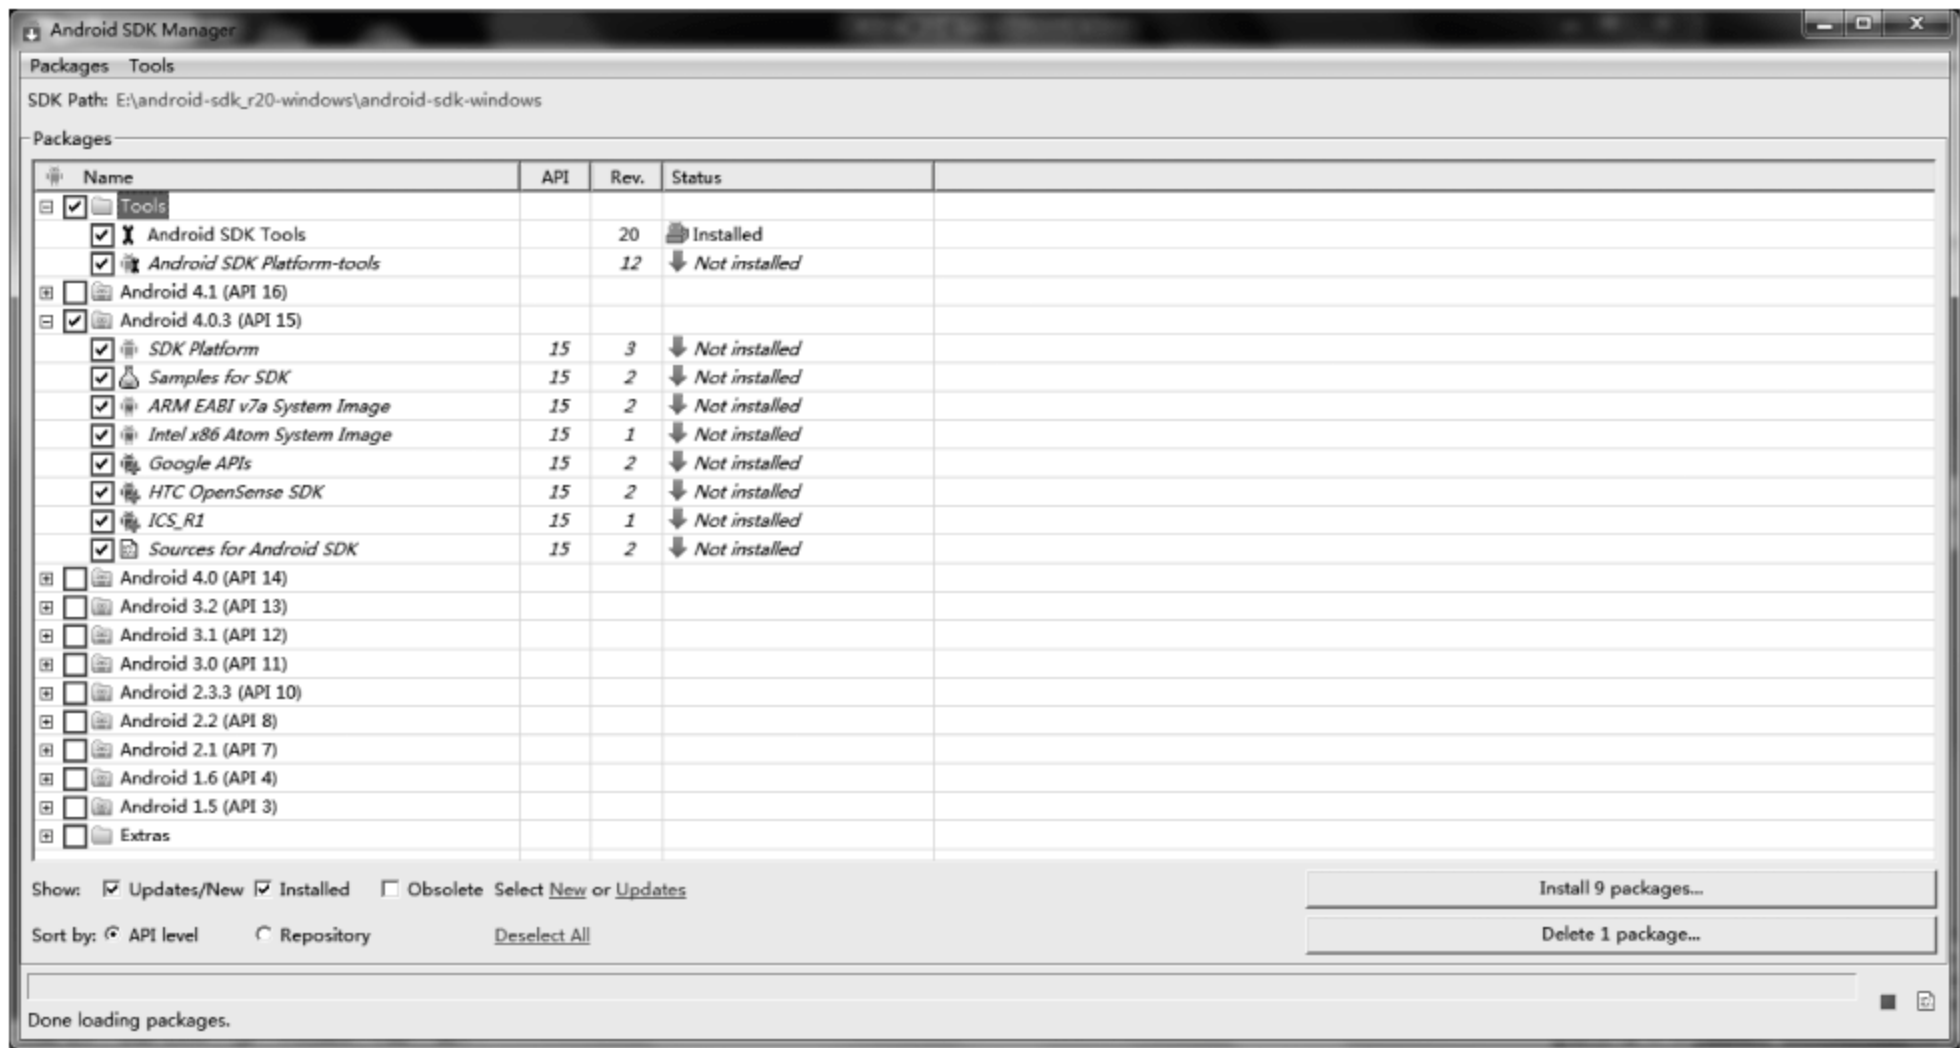 Android SDK Manager
Packages Tools
SDK Path: E:\android-sdk_r20-windows\android-sdk-windows
Packages
Name API Rev. Status
Tools
Android SDK Tools 20 Installed
Android SDK Platform-tools 12 Not installed
Android 4.1 (API 16)
Android 4.0.3 (API 15)
SDK Platform 15 3 Not installed
Samples for SDK 15 2 Not installed
ARM EABI v7a System Image 15 2 Not installed
Intel x86 Atom System Image 15 1 Not installed
Google APIs 15 2 Not installed
HTC OpenSense SDK 15 2 Not installed
ICS_R1 15 1 Not installed
Sources for Android SDK 15 2 Not installed
Android 4.0 (API 14)
Android 3.2 (API 13)
Android 3.1 (API 12)
Android 3.0 (API 11)
Android 2.3.3 (API 10)
Android 2.2 (API 8)
Android 2.1 (API 7)
Android 1.6 (API 4)
Android 1.5 (API 3)
Extras
Show: Updates/New Installed Obsolete Select New or Updates Install 9 packages...
Sort by: API level Repository Deselect All Delete 1 package...
Done loading packages.